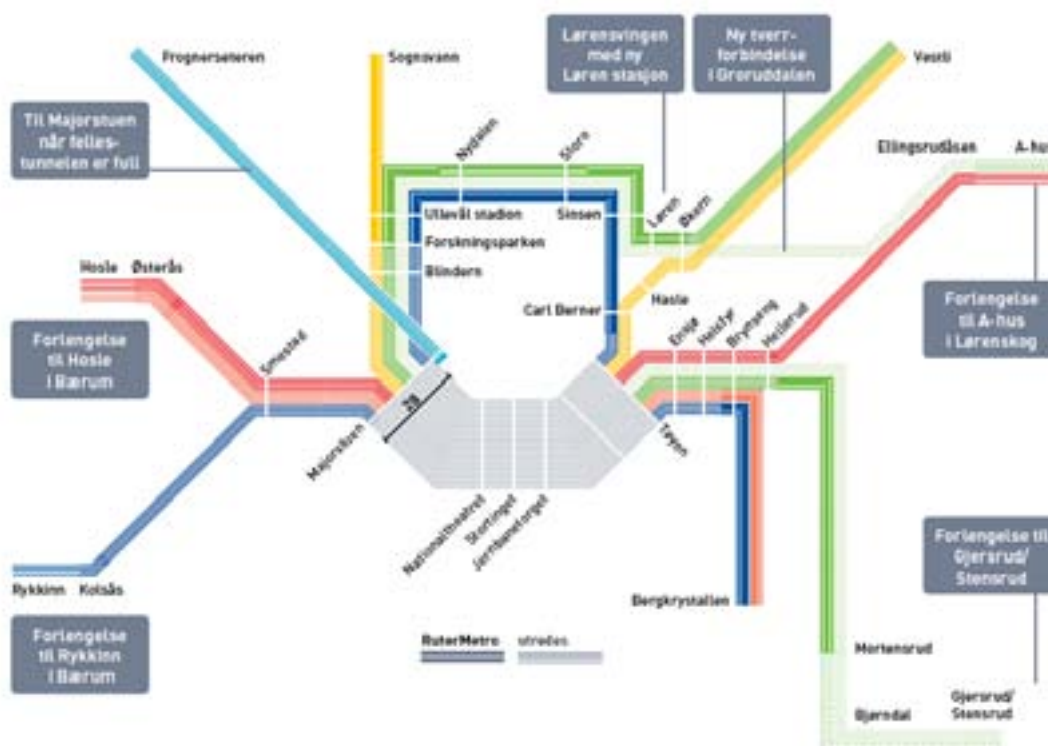 Frognerseteren
Sognsvann
Lørensvingen
med ny
Løren stasjon
Ny tverr-
forbindelse
i Groruddalen
Vestli
Til Majorstuen
når felles-
tunnelen er full
Nydalen
Storo
Ellingsrudåsen
A-hus
Ullevål stadion
Sinsen
Løren
Økern
Forskningsparken
Blindern
Hosle
Østerås
Carl Berner
Hasle
Forlengelse
til Hosle
i Bærum
Forlengelse
til A-hus
i Lørenskog
Smestad
Ensjø
Helsfyr
Brynseng
Hellerud
28
Majorstuen
Tøyen
Nationaltheatret
Stortinget
Jernbanetorget
Rykkinn
Kolsås
Bergkrystallen
Forlengelse til
Gjersrud/
Stensrud
Forlengelse
til Rykkinn
i Bærum
RuterMetro
utredes
Mortensrud
Bjørndal
Gjersrud/
Stensrud